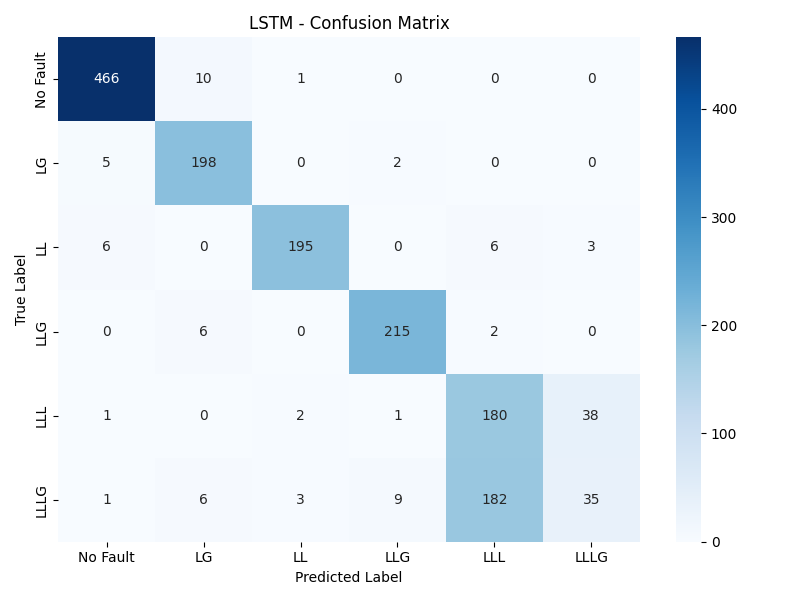 LSTM - Confusion Matrix
No Fault 466 10 1 0 0 0
LG 5 198 0 2 0 0
LL 6 0 195 0 6 3
LLG 0 6 0 215 2 0
LLL 1 0 2 1 180 38
LLLG 1 6 3 9 182 35
No Fault LG LL LLG LLL LLLG
Predicted Label
True Label
400
300
200
100
0